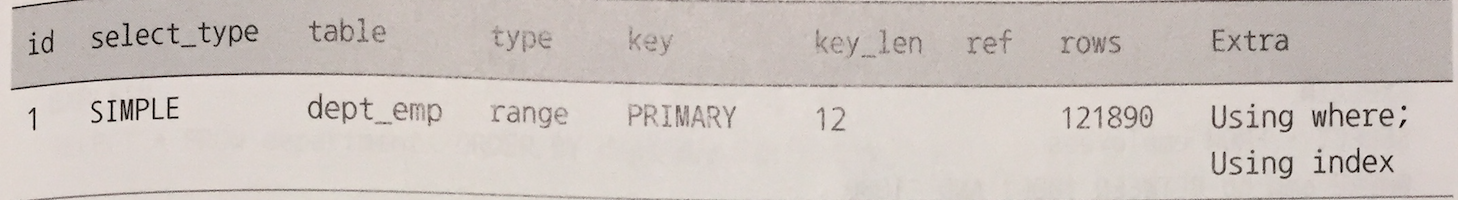 id select_type table type key key_len ref rows Extra
1 SIMPLE dept_emp range PRIMARY 12 121890 Using where;
Using index